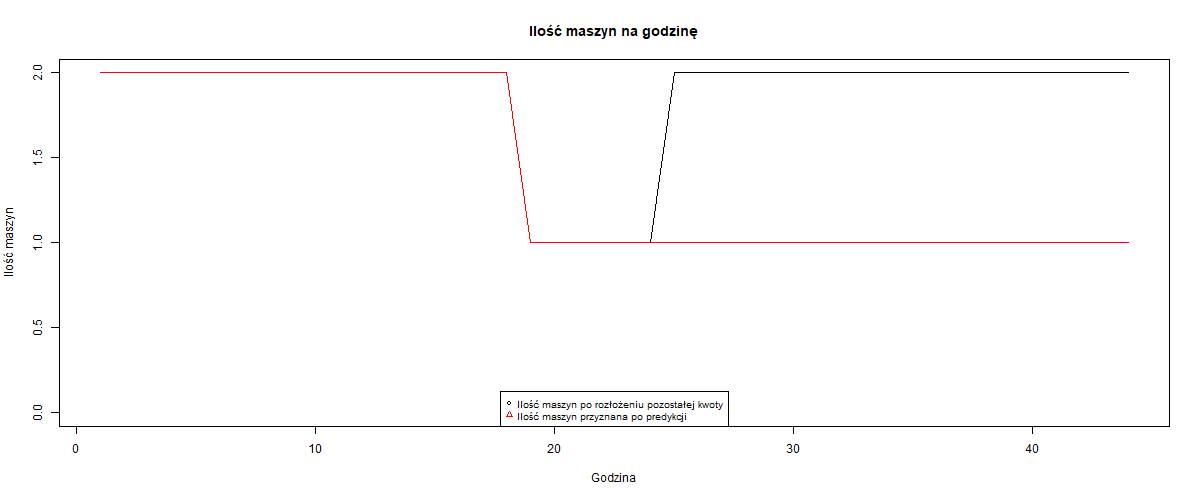 Ilość maszyn na godzinę
Ilość maszyn
2.0
1.5
1.0
0.5
0.0
Ilość maszyn po rozłożeniu pozostałej kwoty
Ilość maszyn przyznana po predykcji
0 10 20 30 40
Godzina